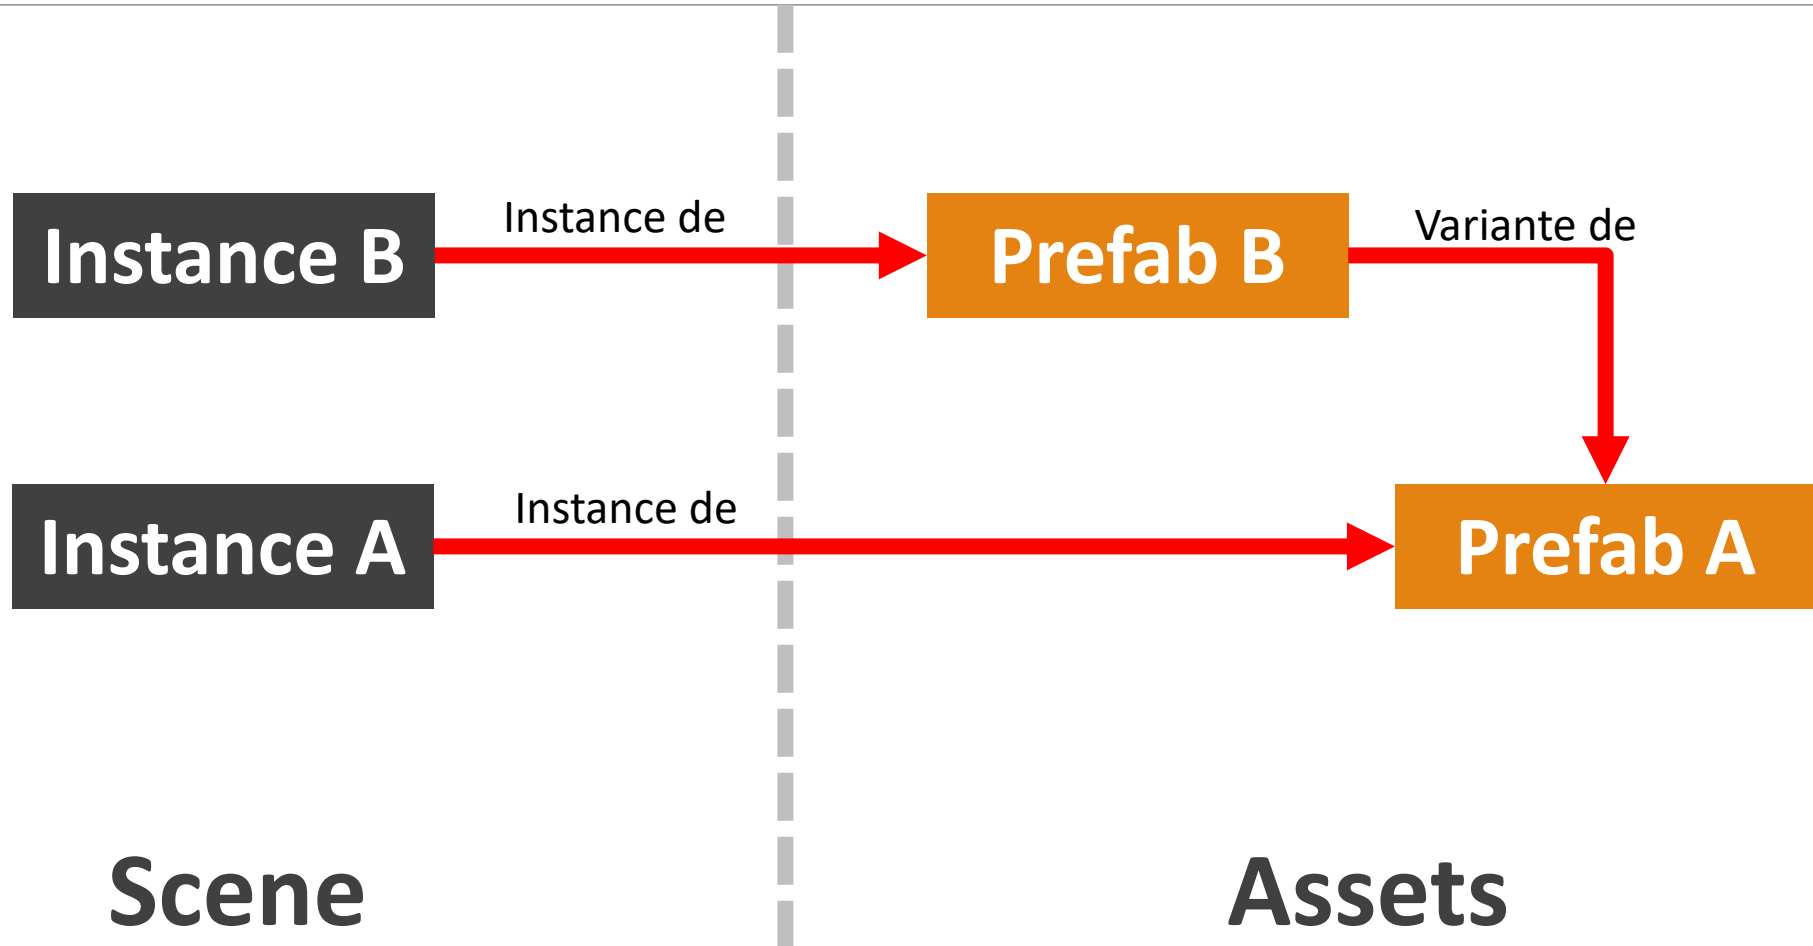 Instance B
Instance de
Prefab B
Variante de
Instance A
Instance de
Prefab A
Scene
Assets